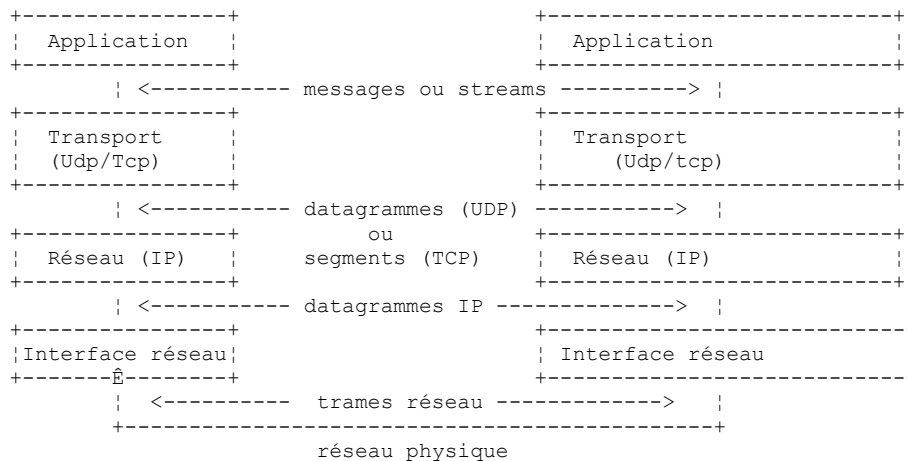 Application Application
<----------- messages ou streams ---------->
Transport Transport
(Udp/Tcp) (Udp/tcp)
<----------- datagrammes (UDP) ----------->
ou
Réseau (IP) segments (TCP) Réseau (IP)
<----------- datagrammes IP ------------->
Interface réseau Interface réseau
Ê
<---------- trames réseau ------------->
réseau physique